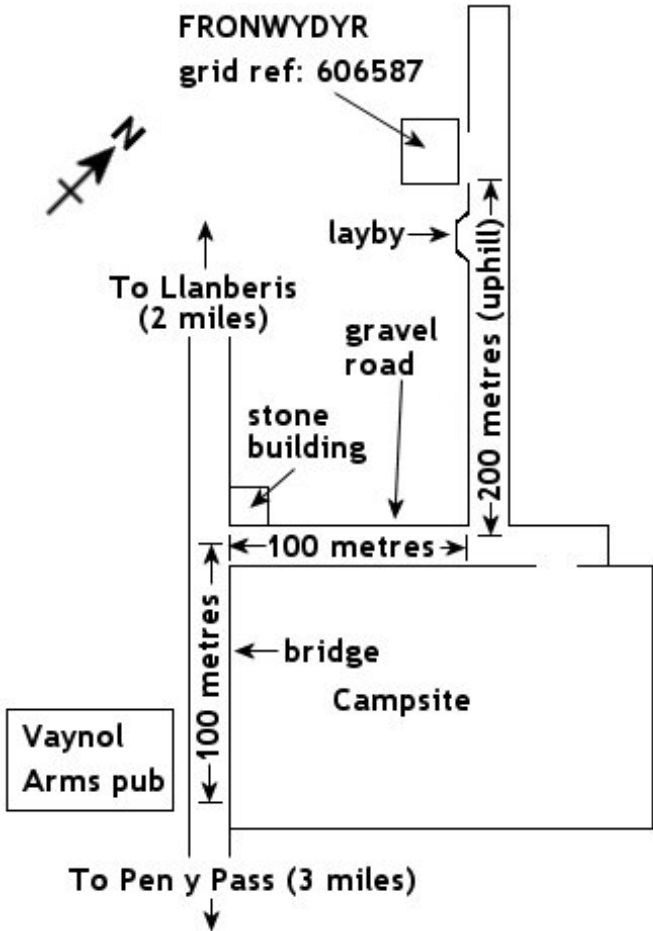 FRONWYDYR
grid ref: 606587
N
layby
200 metres (uphill)
To Llanberis
(2 miles)
gravel
road
stone
building
100 metres
100 metres
bridge
Campsite
Vaynol
Arms pub
To Pen y Pass (3 miles)